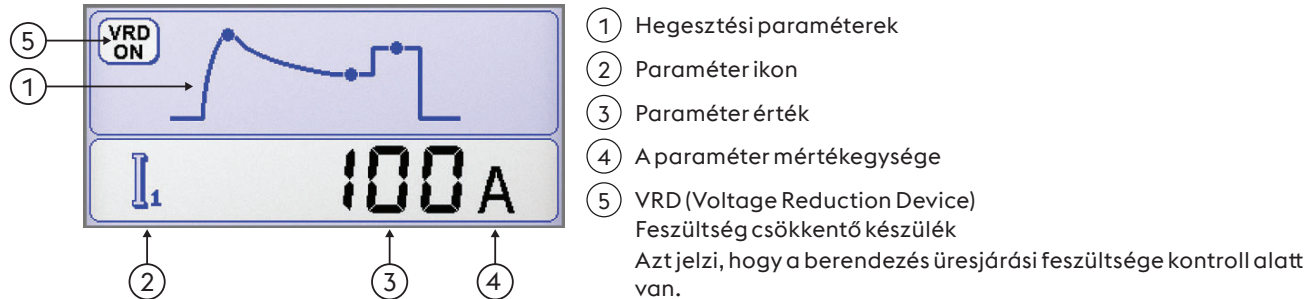 5
VRD
ON
1
I1
100 A
2
3
4
1 Hegesztési paraméterek
2 Paraméter ikon
3 Paraméter érték
4 A paraméter mértékegysége
5 VRD (Voltage Reduction Device)
Feszültség csökkentő készülék
Azt jelzi, hogy a berendezés üresjárási feszültsége kontroll alatt
van.